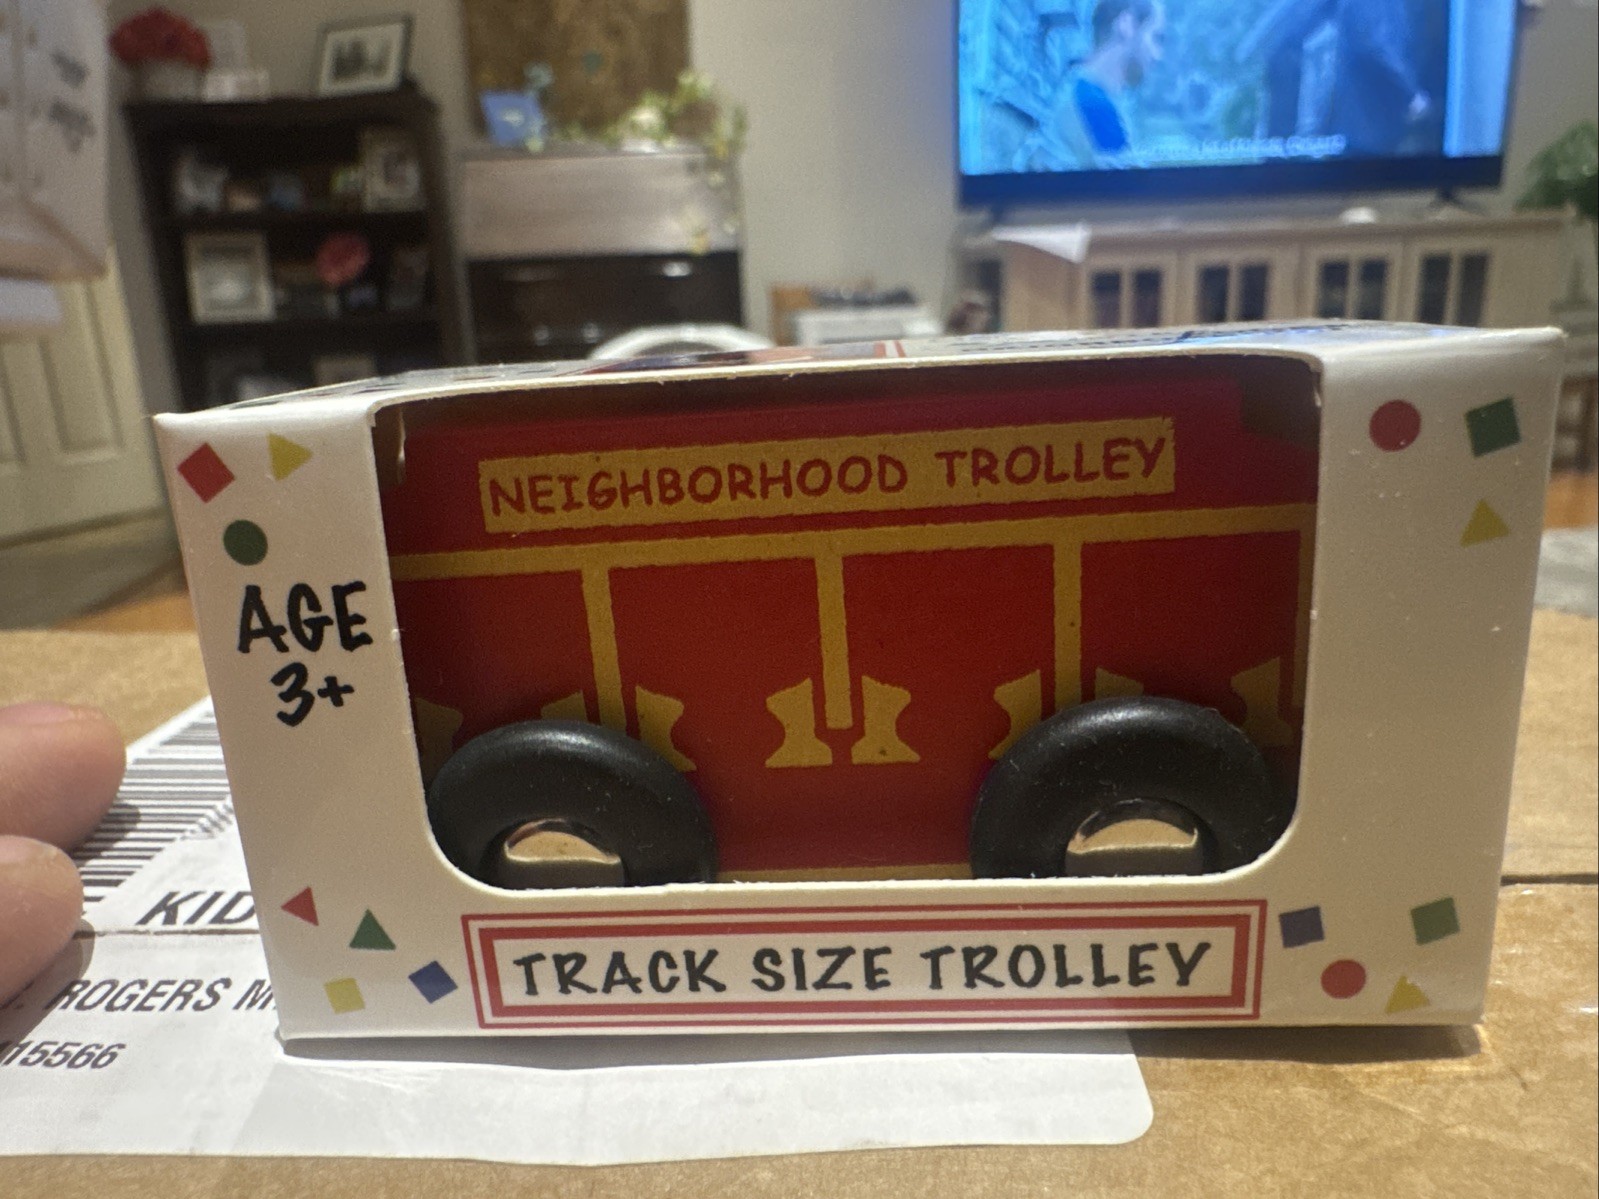 NEIGHBORHOOD TROLLEY
AGE
3+
TRACK SIZE TROLLEY
KID
ROGERS
15566